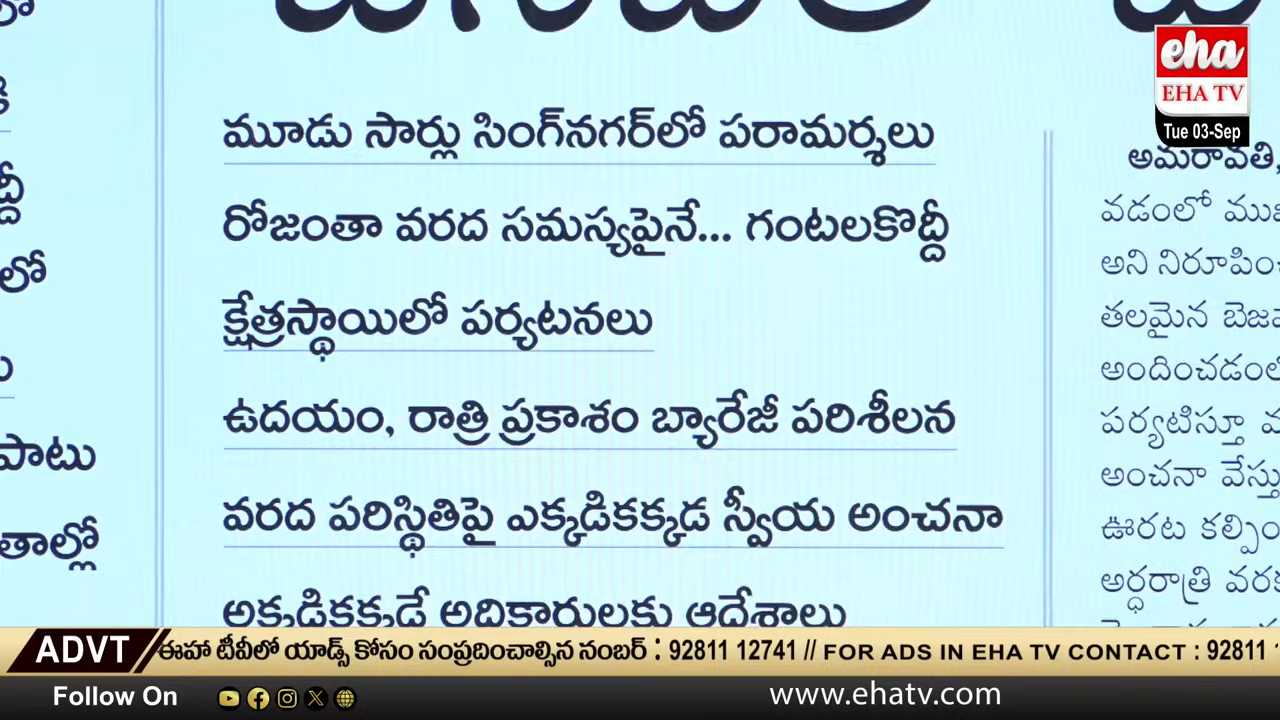 మూడు సార్లు సింగ్‌నగర్‌లో పరామర్శలు
రోజంతా వరద సమస్యపైనే... గంటలకొద్దీ
క్షేత్రస్థాయిలో పర్యటనలు
ఉదయం, రాత్రి ప్రకాశం బ్యారేజీ పరిశీలన
వరద పరిస్థితిపై ఎక్కడికక్కడ స్వీయ అంచనా
అక్కడికక్కడే అధికారులకు ఆదేశాలు
పాటు
అమరావతి,
వడంలో
అని
తలమైన
పర్యటిస్తూ
అంచనా
ఊరట
అర్ధరాత్రి
eha
EHA TV
Tue 03-Sep
ADVT
ఈహా టీవీలో యాడ్స్ కోసం సంప్రదించాల్సిన నంబర్ : 92811 12741 // FOR ADS IN EHA TV CONTACT : 92811
Follow On
www.ehatv.com